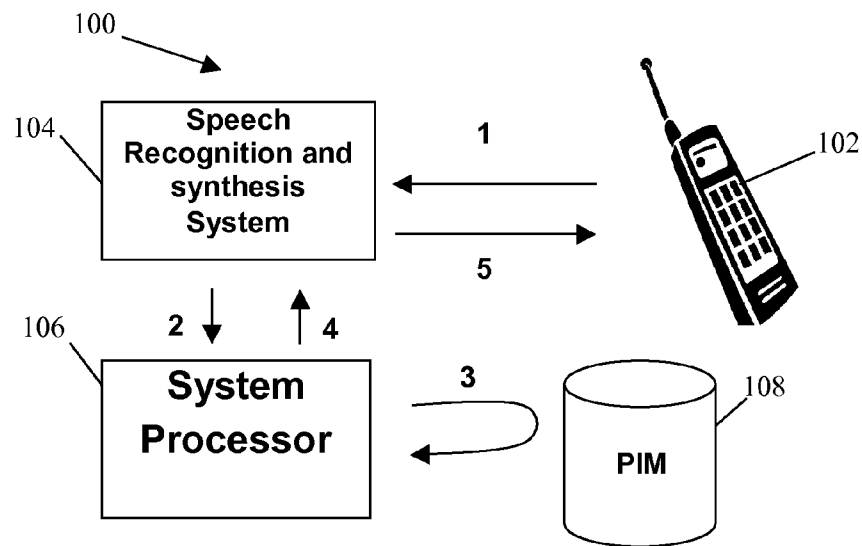 100
104
Speech
Recognition and
synthesis
System
1
102
5
2
4
106
System
Processor
3
108
PIM